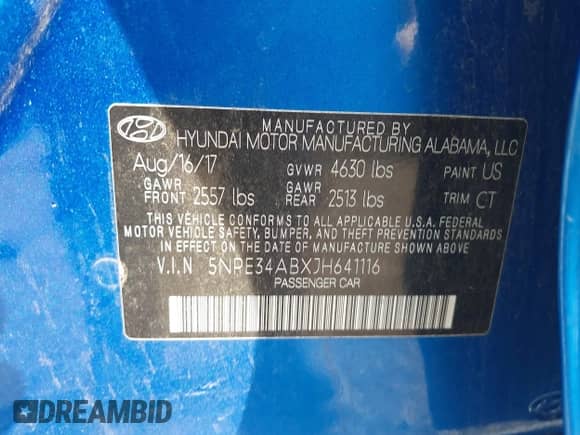 MANUFACTURED BY
HYUNDAI MOTOR MANUFACTURING ALABAMA, LLC
Aug/16/17 GVWR 4630 lbs PAINT US
GAWR FRONT 2557 lbs GAWR REAR 2513 lbs TRIM CT
THIS VEHICLE CONFORMS TO ALL APPLICABLE U.S.A. FEDERAL
MOTOR VEHICLE SAFETY, BUMPER, AND THEFT PREVENTION STANDARDS
IN EFFECT ON THE DATE OF MANUFACTURE SHOWN ABOVE.
V.I.N 5NPE34ABXJH641116
PASSENGER CAR
DREAMBID